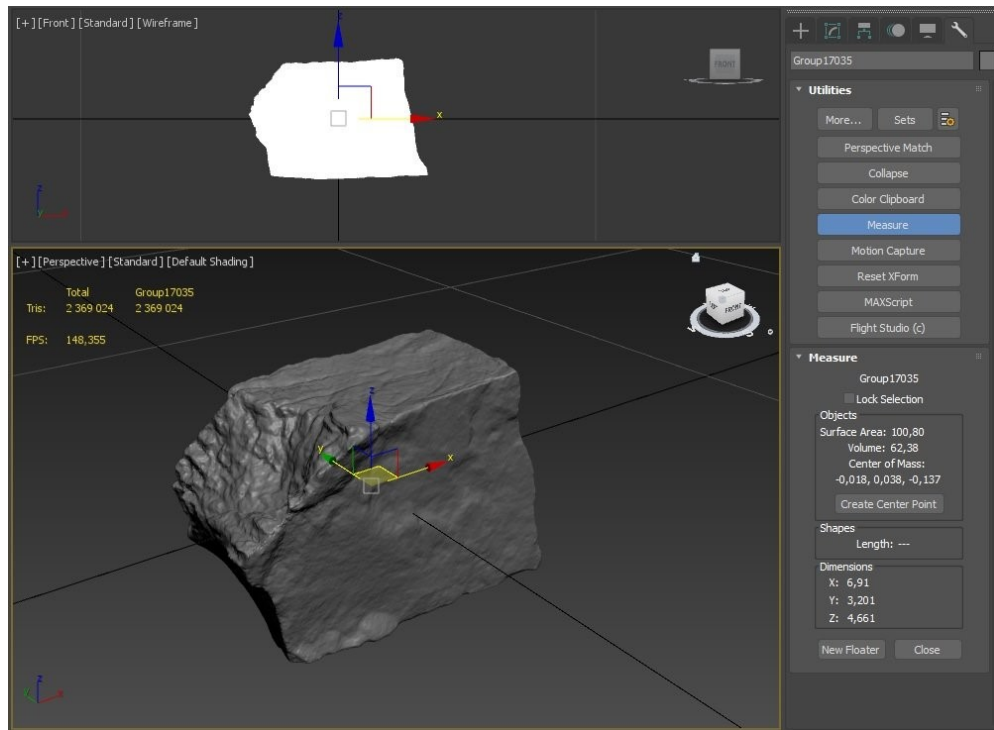 [+] [Front] [Standard] [Wireframe]
z
FRONT
x
z
y
[+] [Perspective] [Standard] [Default Shading]
Total Group17035
Tris: 2 369 024 2 369 024
FPS: 148,355
FRONT
z
y
x
z
y
x
Group17035
Utilities
More... Sets
Perspective Match
Collapse
Color Clipboard
Measure
Motion Capture
Reset XForm
MAXScript
Flight Studio (c)
Measure
Group17035
Lock Selection
Objects
Surface Area: 100,80
Volume: 62,38
Center of Mass:
-0,018, 0,038, -0,137
Create Center Point
Shapes
Length: ---
Dimensions
X: 6,91
Y: 3,201
Z: 4,661
New Floater Close